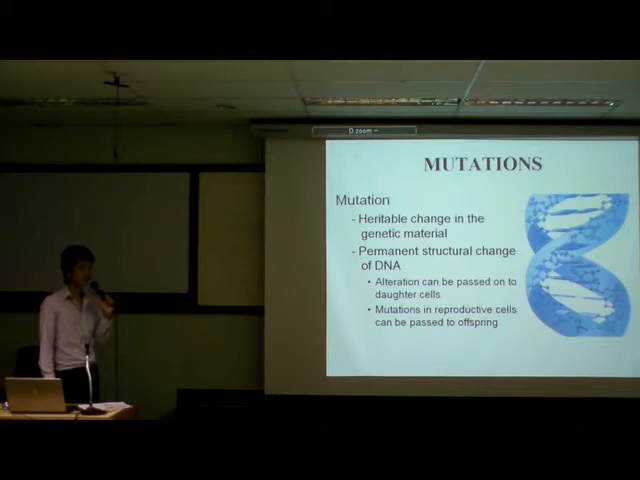 D.zoom
MUTATIONS
Mutation
- Heritable change in the
genetic material
- Permanent structural change
of DNA
• Alteration can be passed on to
daughter cells
• Mutations in reproductive cells
can be passed to offspring